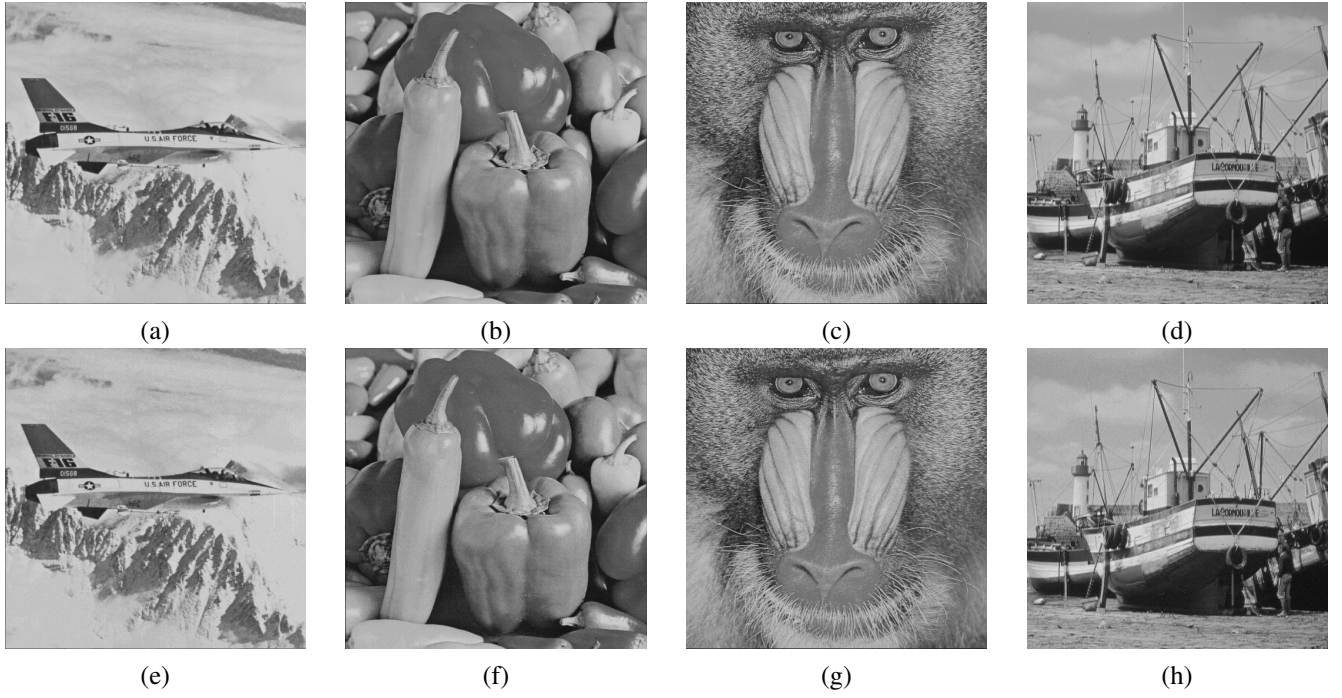 F16
01568
U.S. AIR FORCE
(a)
(b)
(c)
(d)
F16
01568
U.S. AIR FORCE
(e)
(f)
(g)
(h)